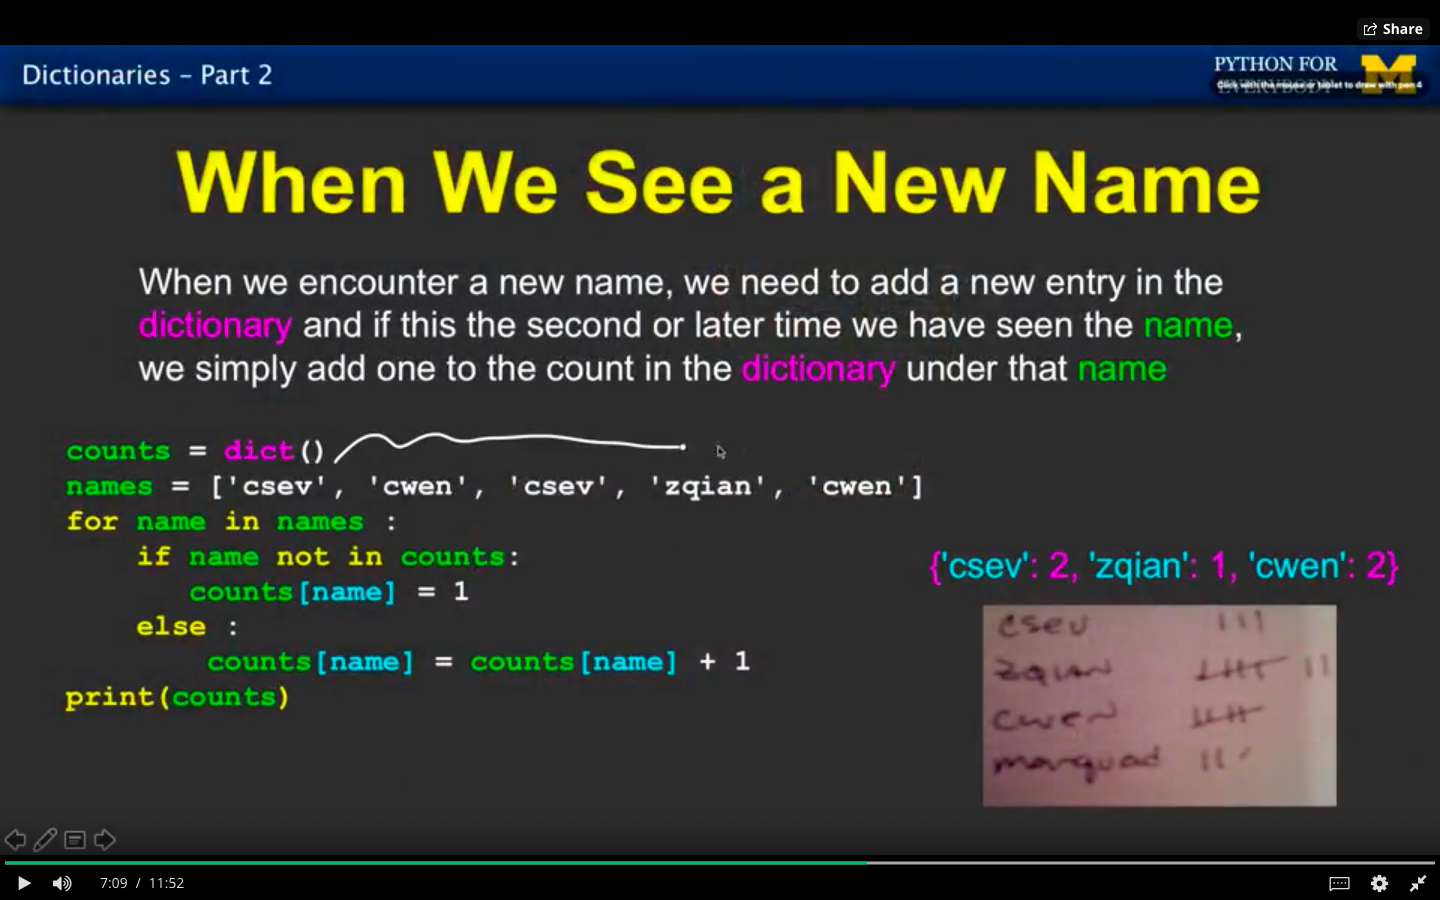 Share
Dictionaries – Part 2
PYTHON FOR
EVERYBODY
Click with the mouse or tablet to draw with pen 4
When We See a New Name
When we encounter a new name, we need to add a new entry in the
dictionary and if this the second or later time we have seen the name,
we simply add one to the count in the dictionary under that name
counts = dict()
names = ['csev', 'cwen', 'csev', 'zqian', 'cwen']
for name in names :
    if name not in counts:
       counts[name] = 1
    else :
        counts[name] = counts[name] + 1
print(counts)
{'csev': 2, 'zqian': 1, 'cwen': 2}
csev
zqian
cwen
marquad
7:09 / 11:52